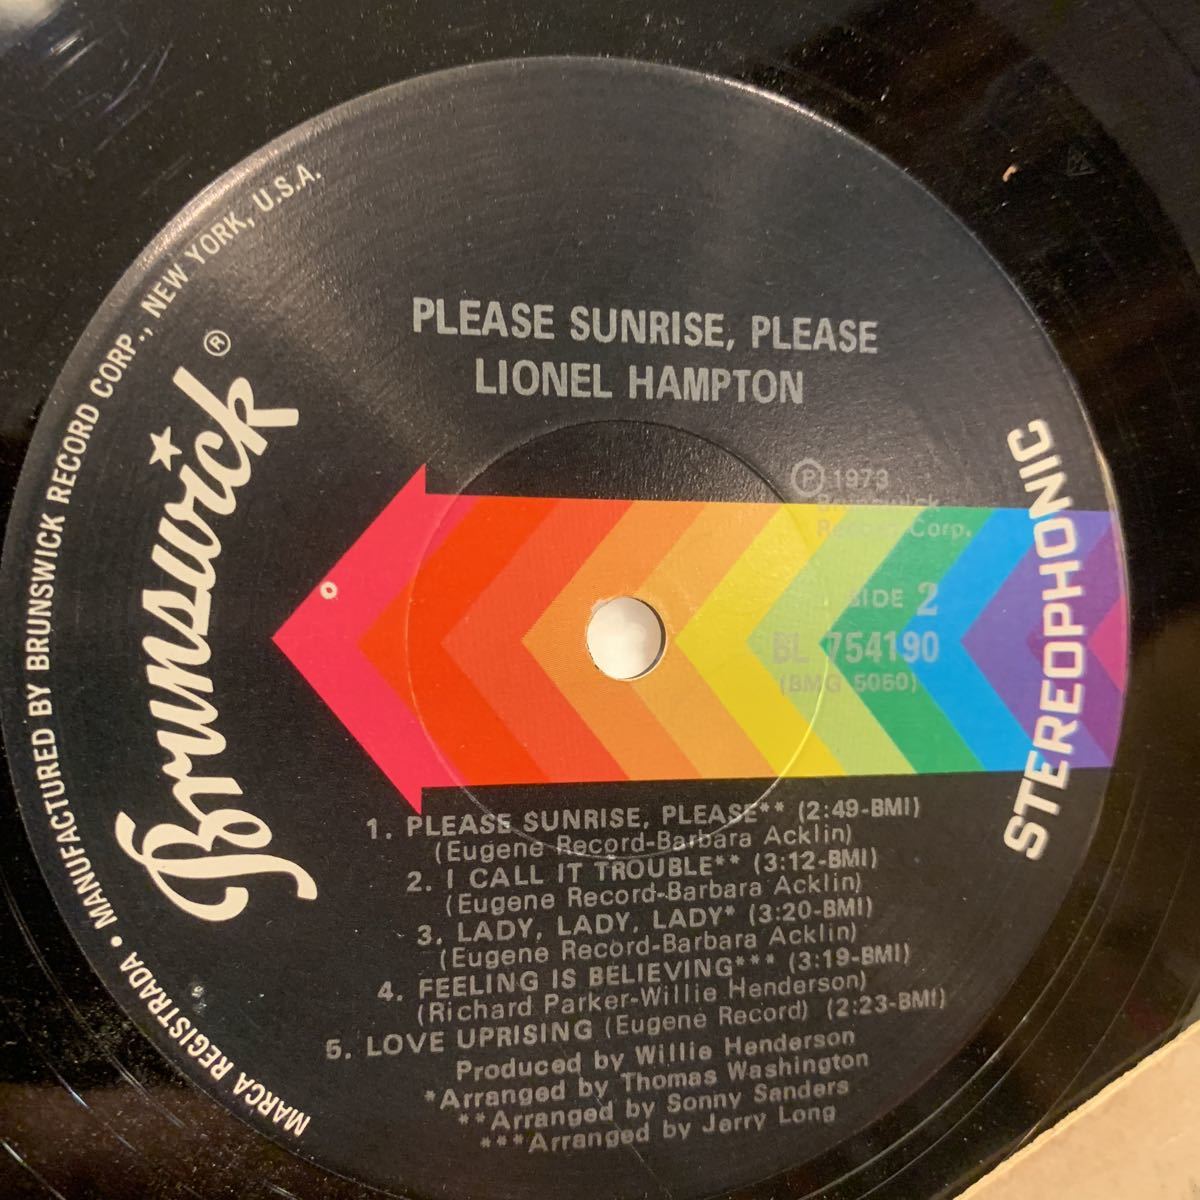 PLEASE SUNRISE, PLEASE
LIONEL HAMPTON
Brunswick ®
MANUFACTURED BY BRUNSWICK RECORD CORP., NEW YORK, U.S.A.
MARCA REGISTRADA •
STEREOPHONIC
Ⓟ 1973
Brunswick
Record Corp.
SIDE 2
BL 754190
(BMG 5050)
1. PLEASE SUNRISE, PLEASE** (2:49-BMI)
(Eugene Record-Barbara Acklin)
2. I CALL IT TROUBLE** (3:12-BMI)
(Eugene Record-Barbara Acklin)
3. LADY, LADY, LADY* (3:20-BMI)
(Eugene Record-Barbara Acklin)
4. FEELING IS BELIEVING*** (3:19-BMI)
(Richard Parker-Willie Henderson)
5. LOVE UPRISING (Eugene Record) (2:23-BMI)
Produced by Willie Henderson
*Arranged by Thomas Washington
**Arranged by Sonny Sanders
***Arranged by Jerry Long